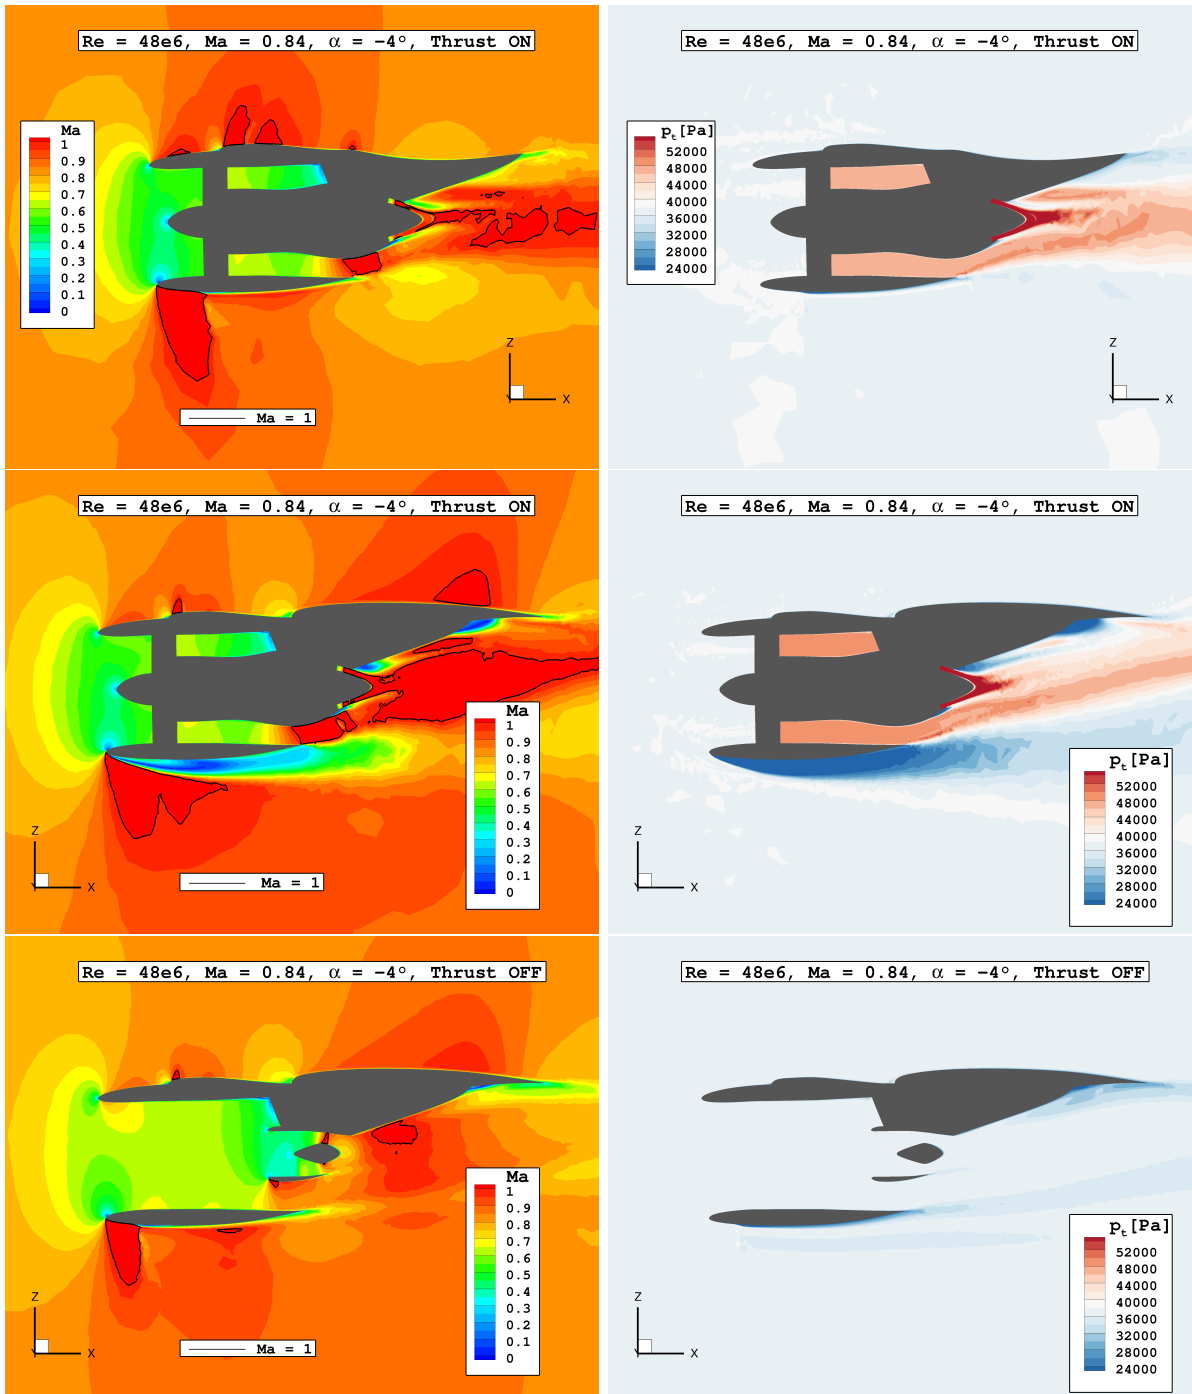 Re = 48e6, Ma = 0.84, α = -4°, Thrust ON
Ma
1
0.9
0.8
0.7
0.6
0.5
0.4
0.3
0.2
0.1
0
Z
X
Ma = 1
Re = 48e6, Ma = 0.84, α = -4°, Thrust ON
pt[Pa]
52000
48000
44000
40000
36000
32000
28000
24000
Z
X
Re = 48e6, Ma = 0.84, α = -4°, Thrust ON
Ma
1
0.9
0.8
0.7
0.6
0.5
0.4
0.3
0.2
0.1
0
Z
X
Ma = 1
Re = 48e6, Ma = 0.84, α = -4°, Thrust ON
pt[Pa]
52000
48000
44000
40000
36000
32000
28000
24000
Z
X
Re = 48e6, Ma = 0.84, α = -4°, Thrust OFF
Ma
1
0.9
0.8
0.7
0.6
0.5
0.4
0.3
0.2
0.1
0
Z
X
Ma = 1
Re = 48e6, Ma = 0.84, α = -4°, Thrust OFF
pt[Pa]
52000
48000
44000
40000
36000
32000
28000
24000
Z
X